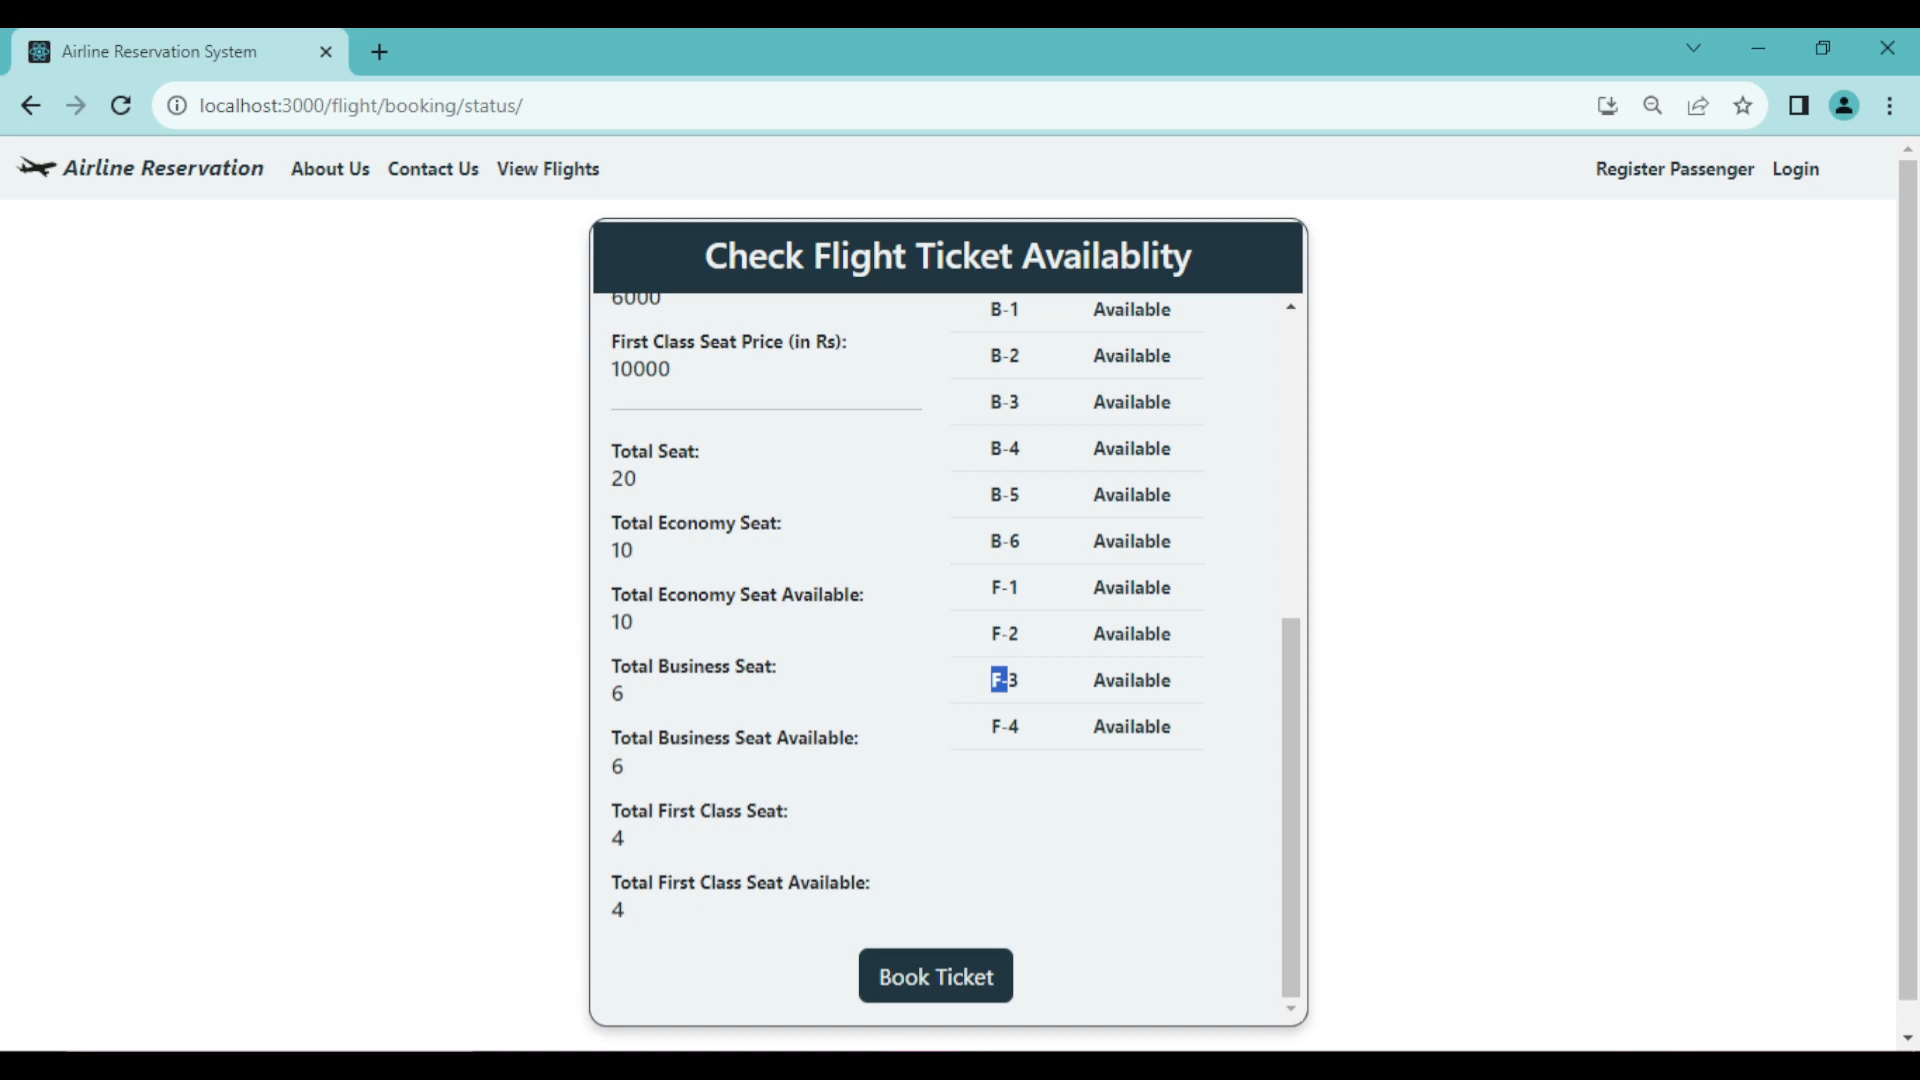 Airline Reservation System
localhost:3000/flight/booking/status/
Airline Reservation About Us Contact Us View Flights Register Passenger Login
Check Flight Ticket Availablity
6000
First Class Seat Price (in Rs):
10000
Total Seat:
20
Total Economy Seat:
10
Total Economy Seat Available:
10
Total Business Seat:
6
Total Business Seat Available:
6
Total First Class Seat:
4
Total First Class Seat Available:
4
B-1 Available
B-2 Available
B-3 Available
B-4 Available
B-5 Available
B-6 Available
F-1 Available
F-2 Available
F-3 Available
F-4 Available
Book Ticket